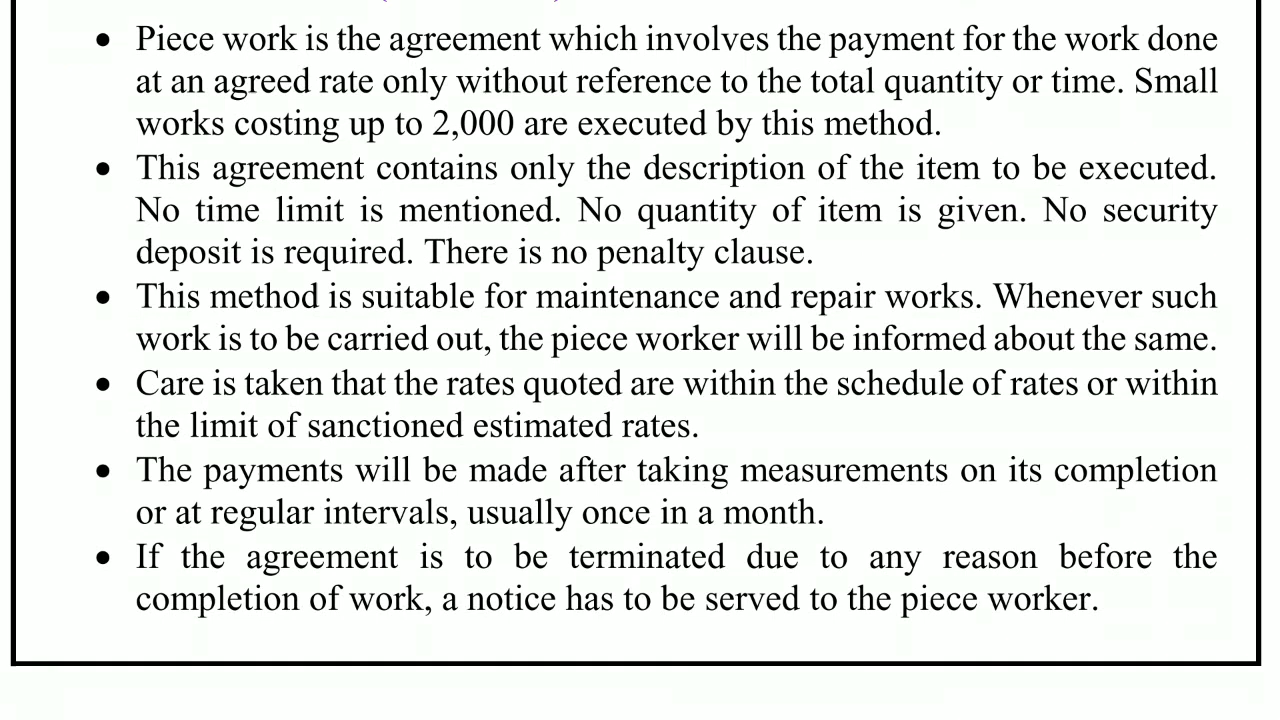 • Piece work is the agreement which involves the payment for the work done
at an agreed rate only without reference to the total quantity or time. Small
works costing up to 2,000 are executed by this method.
• This agreement contains only the description of the item to be executed.
No time limit is mentioned. No quantity of item is given. No security
deposit is required. There is no penalty clause.
• This method is suitable for maintenance and repair works. Whenever such
work is to be carried out, the piece worker will be informed about the same.
• Care is taken that the rates quoted are within the schedule of rates or within
the limit of sanctioned estimated rates.
• The payments will be made after taking measurements on its completion
or at regular intervals, usually once in a month.
• If the agreement is to be terminated due to any reason before the
completion of work, a notice has to be served to the piece worker.